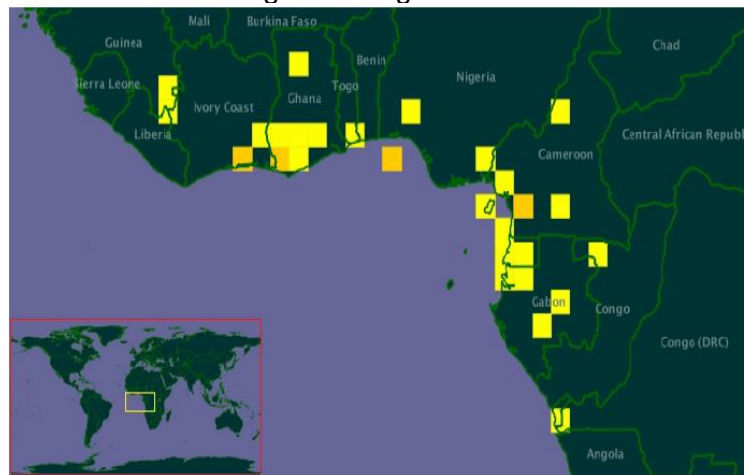 Mali
Burkina Faso
Guinea
Chad
Benin
Nigeria
Sierra Leone
Togo
Ghana
Ivory Coast
Liberia
Central African Republ
Cameroon
Gabon
Congo
Congo (DRC)
Angola